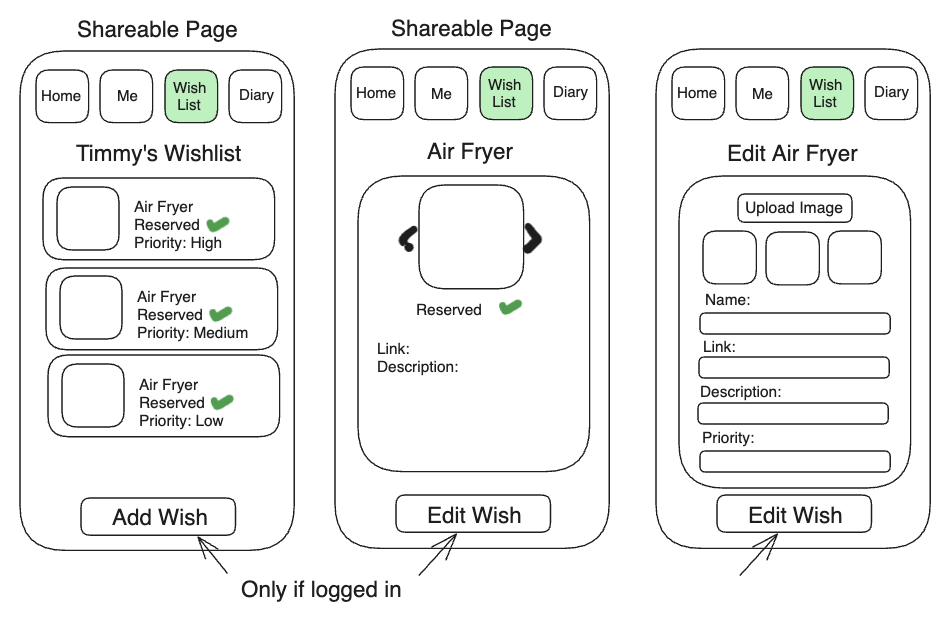 Shareable Page
Home
Me
Wish
List
Diary
Timmy's Wishlist
Air Fryer
Reserved
Priority: High
Air Fryer
Reserved
Priority: Medium
Air Fryer
Reserved
Priority: Low
Add Wish
Shareable Page
Home
Me
Wish
List
Diary
Air Fryer
Reserved
Link:
Description:
Edit Wish
Only if logged in
Home
Me
Wish
List
Diary
Edit Air Fryer
Upload Image
Name:
Link:
Description:
Priority:
Edit Wish